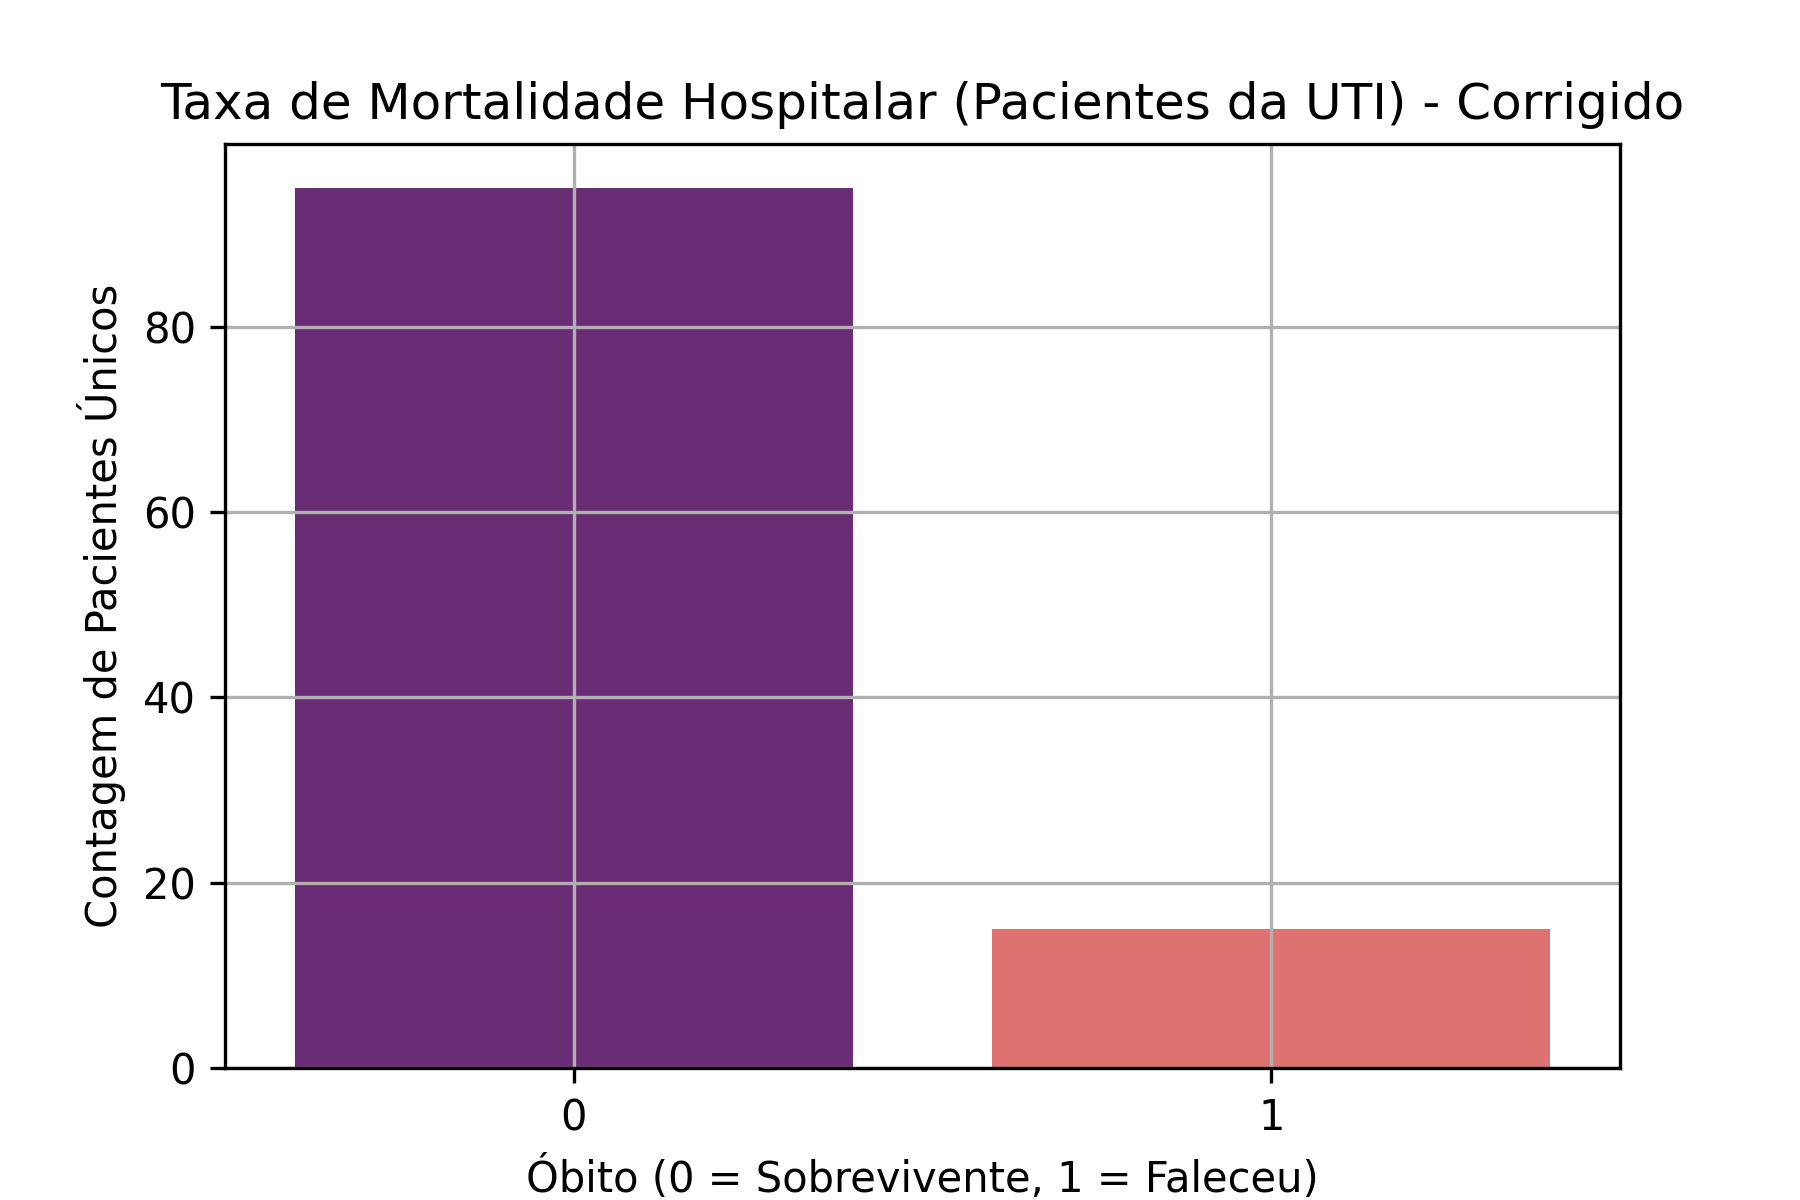 Taxa de Mortalidade Hospitalar (Pacientes da UTI) - Corrigido
Contagem de Pacientes Únicos
80
60
40
20
0
0 1
Óbito (0 = Sobrevivente, 1 = Faleceu)